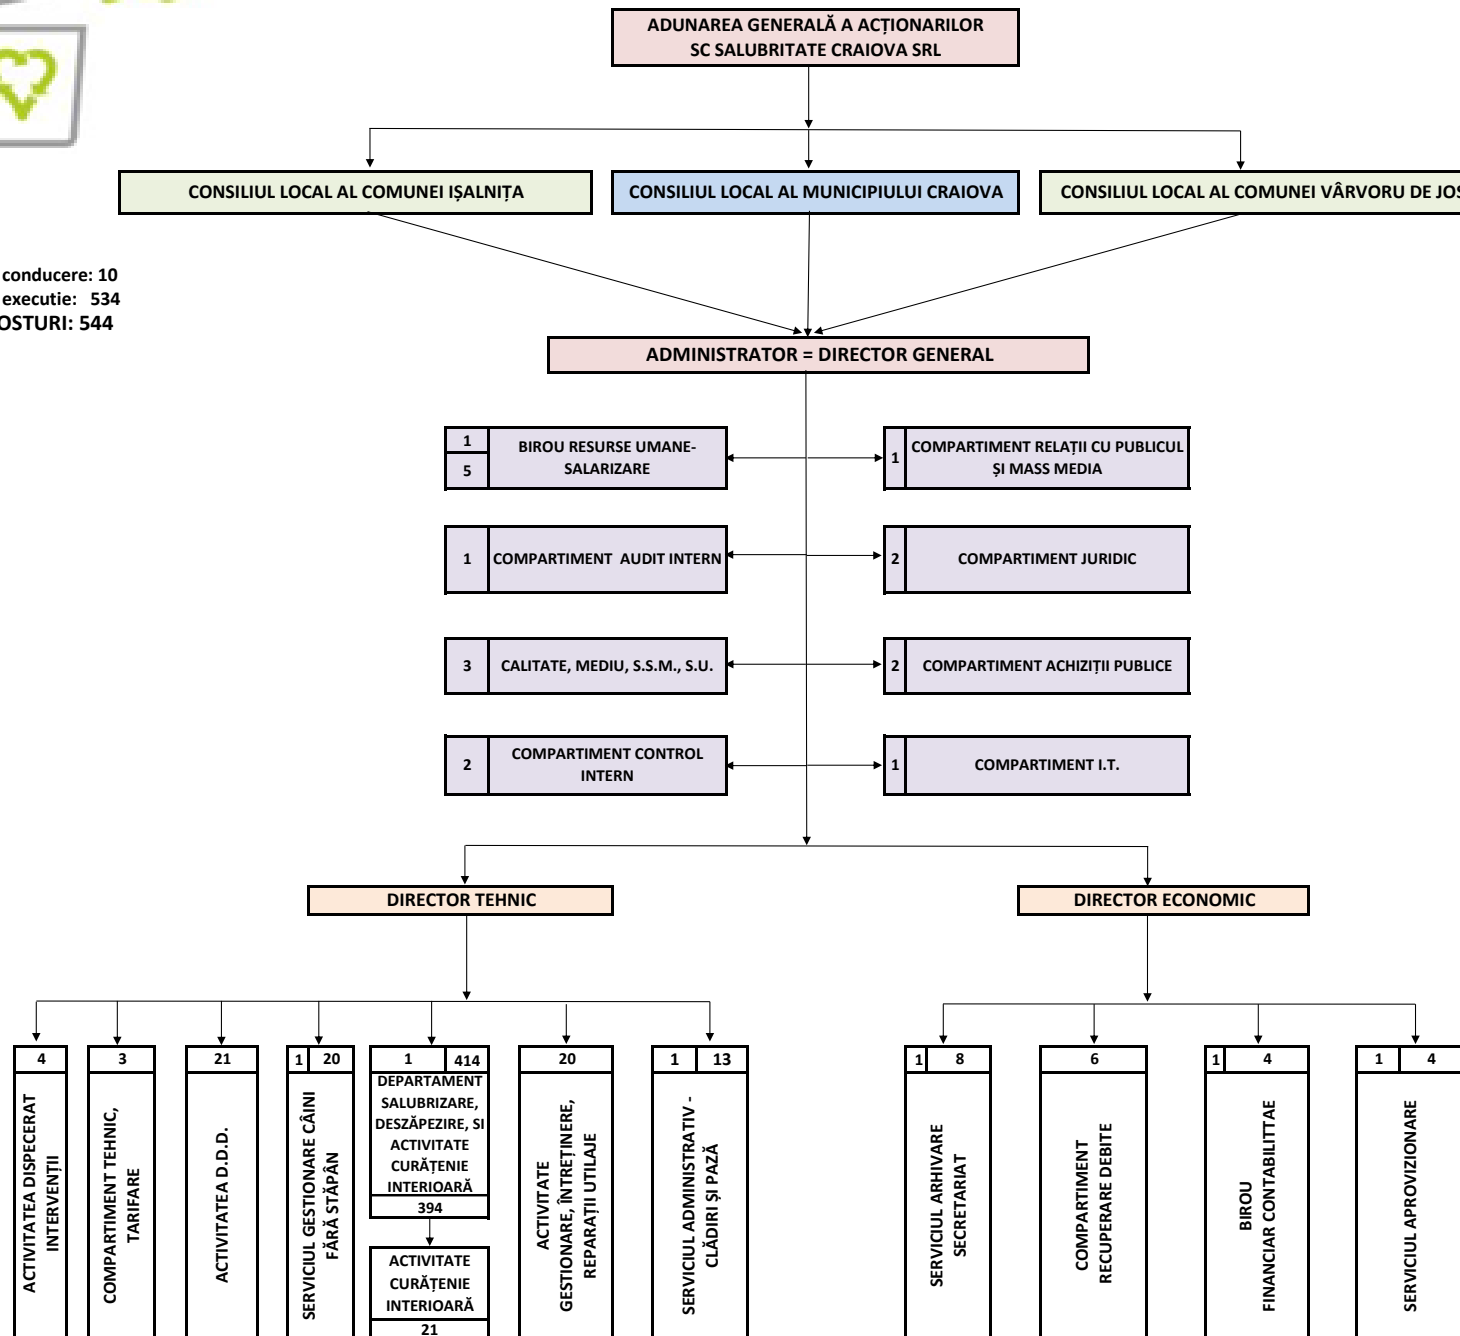 ADUNAREA GENERALĂ A ACȚIONARILOR
SC SALUBRITATE CRAIOVA SRL
CONSILIUL LOCAL AL COMUNEI IȘALNIȚA
CONSILIUL LOCAL AL MUNICIPIULUI CRAIOVA
CONSILIUL LOCAL AL COMUNEI VÂRVORU DE JOS
conducere: 10
executie: 534
OSTURI: 544
ADMINISTRATOR = DIRECTOR GENERAL
1
5
BIROU RESURSE UMANE-
SALARIZARE
1
COMPARTIMENT RELAȚII CU PUBLICUL
ȘI MASS MEDIA
1
COMPARTIMENT AUDIT INTERN
2
COMPARTIMENT JURIDIC
3
CALITATE, MEDIU, S.S.M., S.U.
2
COMPARTIMENT ACHIZIȚII PUBLICE
2
COMPARTIMENT CONTROL
INTERN
1
COMPARTIMENT I.T.
DIRECTOR TEHNIC
DIRECTOR ECONOMIC
4
ACTIVITATEA DISPECERAT
INTERVENȚII
3
COMPARTIMENT TEHNIC,
TARIFARE
21
ACTIVITATEA D.D.D.
1 20
SERVICIUL GESTIONARE CÂINI
FĂRĂ STĂPÂN
1 414
DEPARTAMENT
SALUBRIZARE,
DESZĂPEZIRE, SI
ACTIVITATE
CURĂȚENIE
INTERIOARĂ
394
ACTIVITATE
CURĂȚENIE
INTERIOARĂ
21
20
ACTIVITATE
GESTIONARE, ÎNTREȚINERE,
REPARAȚII UTILAJE
1 13
SERVICIUL ADMINISTRATIV -
CLĂDIRI ȘI PAZĂ
1 8
SERVICIUL ARHIVARE
SECRETARIAT
6
COMPARTIMENT
RECUPERARE DEBITE
1 4
BIROU
FINANCIAR CONTABILITTAE
1 4
SERVICIUL APROVIZIONARE